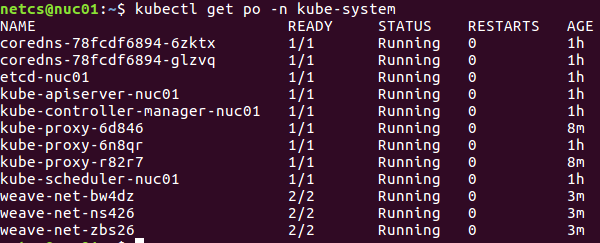 netcs@nuc01:~$ kubectl get po -n kube-system
NAME READY STATUS RESTARTS AGE
coredns-78fcdf6894-6zktx 1/1 Running 0 1h
coredns-78fcdf6894-glzvq 1/1 Running 0 1h
etcd-nuc01 1/1 Running 0 1h
kube-apiserver-nuc01 1/1 Running 0 1h
kube-controller-manager-nuc01 1/1 Running 0 1h
kube-proxy-6d846 1/1 Running 0 8m
kube-proxy-6n8qr 1/1 Running 0 1h
kube-proxy-r82r7 1/1 Running 0 8m
kube-scheduler-nuc01 1/1 Running 0 1h
weave-net-bw4dz 2/2 Running 0 3m
weave-net-ns426 2/2 Running 0 3m
weave-net-zbs26 2/2 Running 0 3m